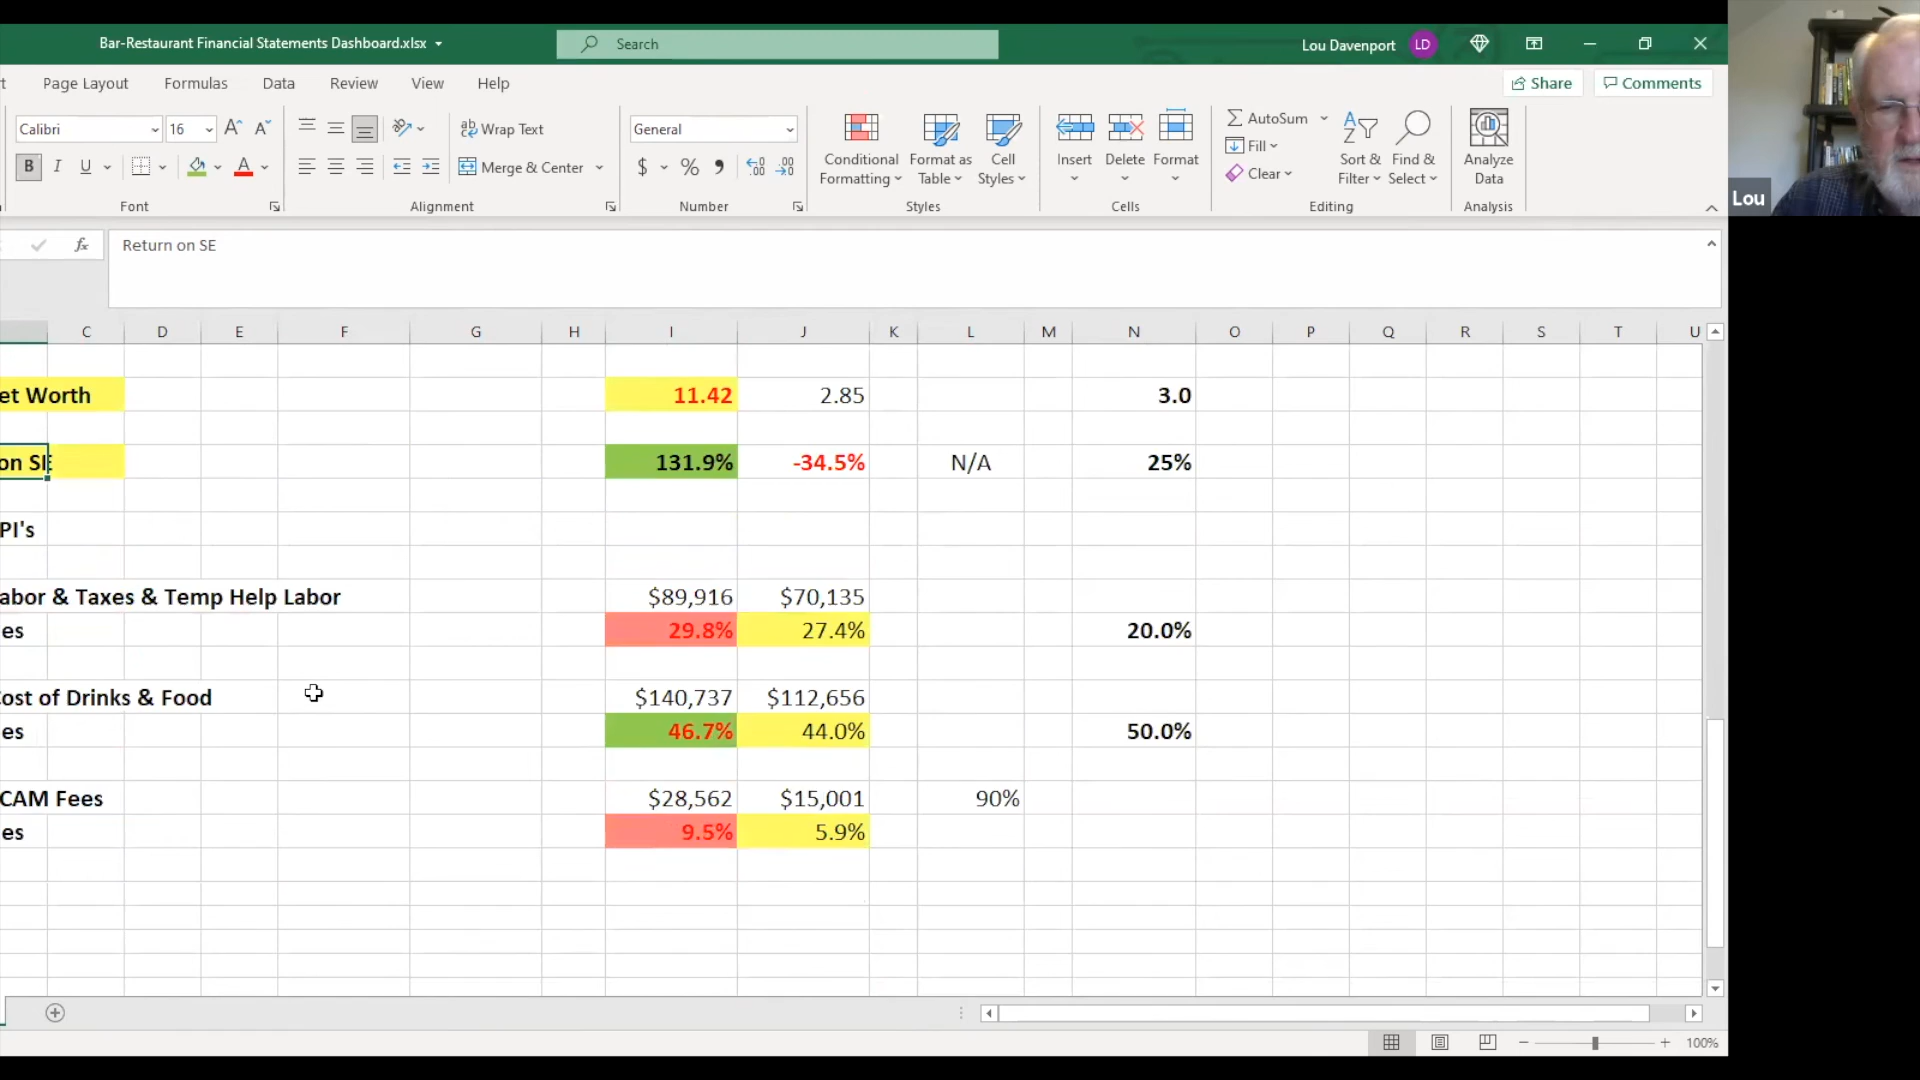 Bar-Restaurant Financial Statements Dashboard.xlsx
Search
Lou Davenport LD
t Page Layout Formulas Data Review View Help
Share Comments
Calibri 16 A A
Wrap Text
General
B I U A
Merge & Center
$ % 9
Conditional Formatting
Format as Table
Cell Styles
Insert Delete Format
AutoSum
Fill
Clear
Sort & Filter
Find & Select
Analyze Data
Font Alignment Number Styles Cells Editing Analysis
Lou
fx Return on SE
C D E F G H I J K L M N O P Q R S T U
et Worth 11.42 2.85 3.0
on SE 131.9% -34.5% N/A 25%
PI's
abor & Taxes & Temp Help Labor $89,916 $70,135
es 29.8% 27.4% 20.0%
Cost of Drinks & Food $140,737 $112,656
es 46.7% 44.0% 50.0%
CAM Fees $28,562 $15,001 90%
es 9.5% 5.9%
100%